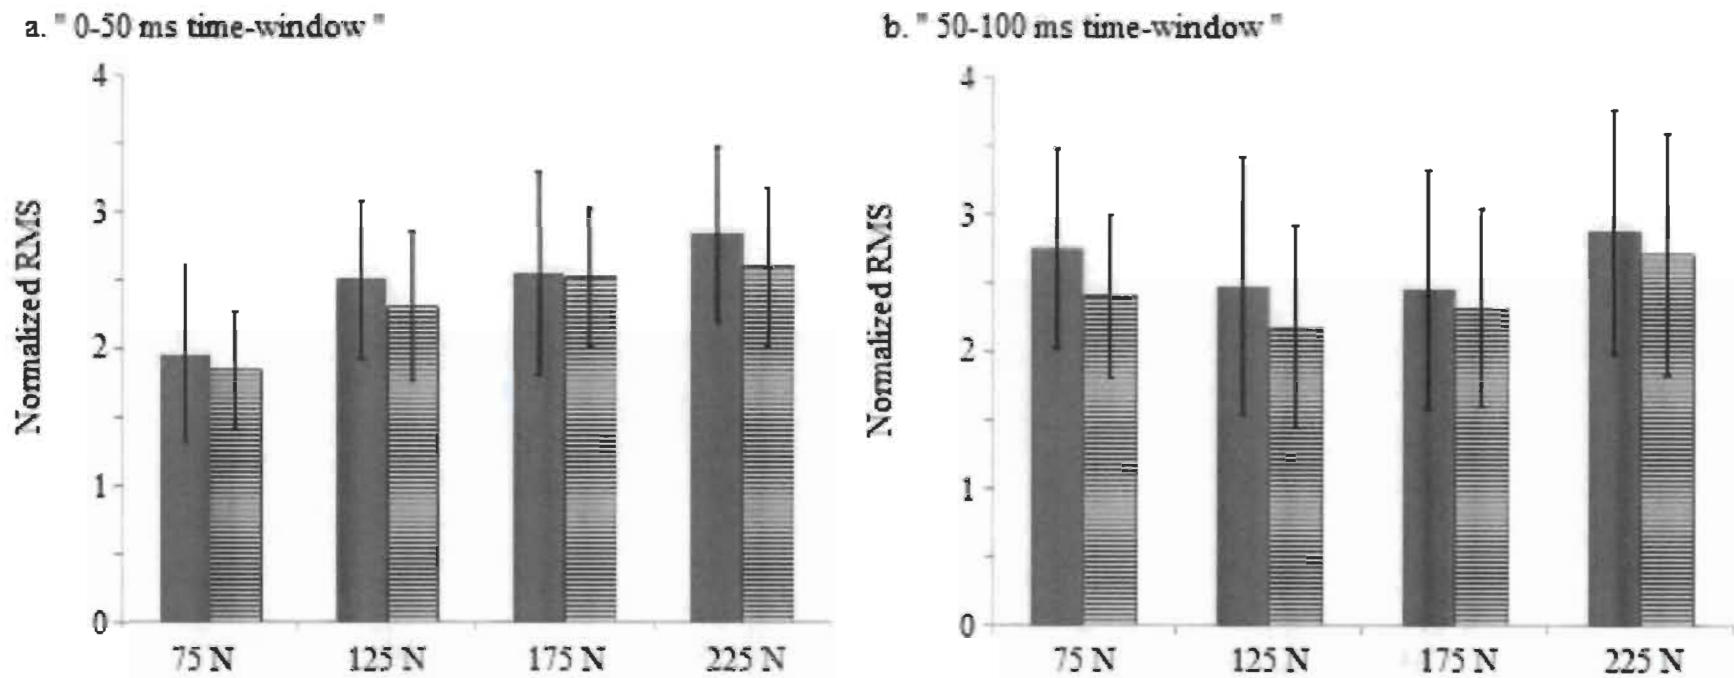 a. " 0-50 ms time-window "
4
3
2
1
0
Normalized RMS
75 N
125 N
175 N
225 N
b. " 50-100 ms time-window "
4
3
2
1
0
Normalized RMS
75 N
125 N
175 N
225 N